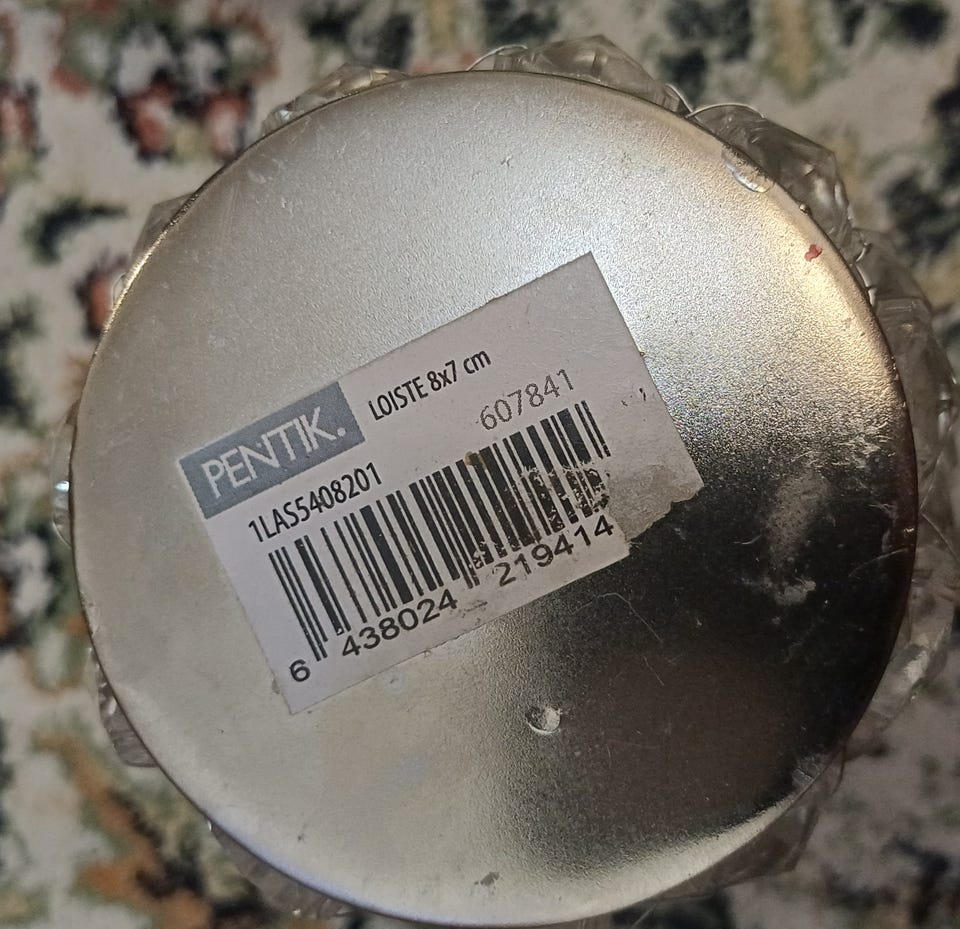 PENTIK. LOISTE 8x7 cm
1LAS5408201 607841
6 438024 219414